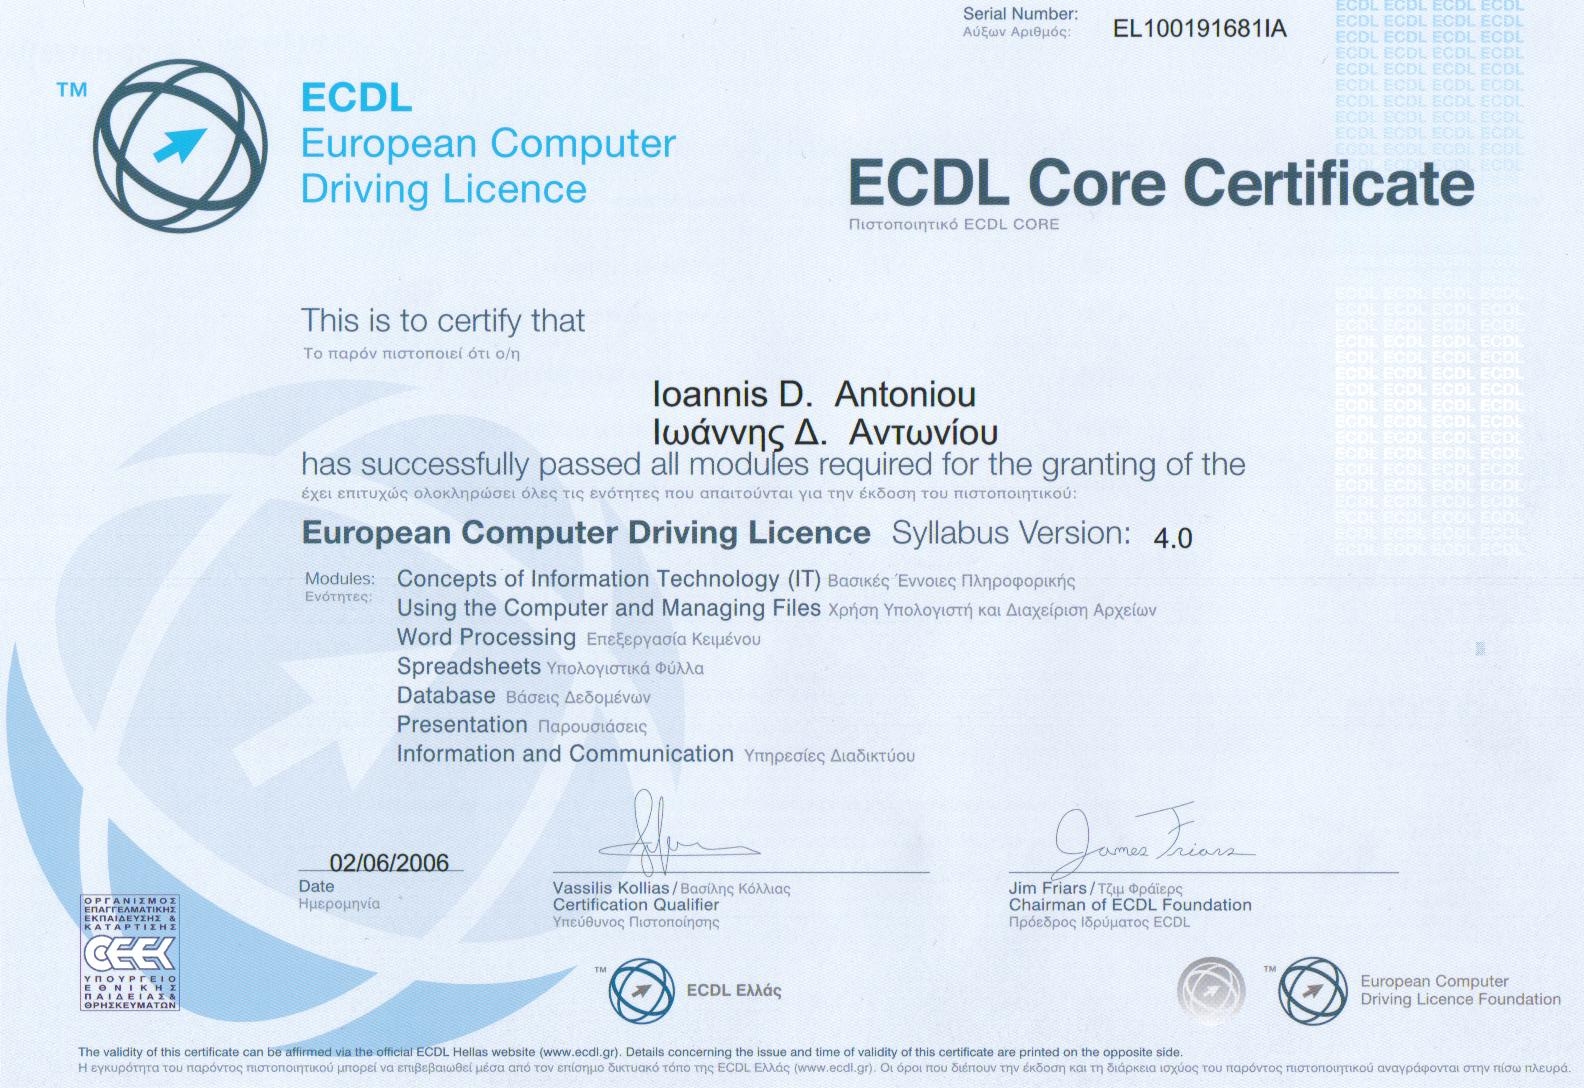 Serial Number: EL100191681IA
Αύξων Αριθμός:
TM
ECDL
European Computer
Driving Licence
ECDL Core Certificate
Πιστοποιητικό ECDL CORE
This is to certify that
Το παρόν πιστοποιεί ότι ο/η
Ioannis D. Antoniou
Ιωάννης Δ. Αντωνίου
has successfully passed all modules required for the granting of the
έχει επιτυχώς ολοκληρώσει όλες τις ενότητες που απαιτούνται για την έκδοση του πιστοποιητικού:
European Computer Driving Licence Syllabus Version: 4.0
Modules: Concepts of Information Technology (IT) Βασικές Έννοιες Πληροφορικής
Ενότητες:
Using the Computer and Managing Files Χρήση Υπολογιστή και Διαχείριση Αρχείων
Word Processing Επεξεργασία Κειμένου
Spreadsheets Υπολογιστικά Φύλλα
Database Βάσεις Δεδομένων
Presentation Παρουσιάσεις
Information and Communication Υπηρεσίες Διαδικτύου
James Friars
02/06/2006
Date
Ημερομηνία
Vassilis Kollias / Βασίλης Κόλλιας
Certification Qualifier
Υπεύθυνος Πιστοποίησης
Jim Friars / Τζιμ Φράϊερς
Chairman of ECDL Foundation
Πρόεδρος Ιδρύματος ECDL
ΟΡΓΑΝΙΣΜΟΣ
ΕΠΑΓΓΕΛΜΑΤΙΚΗΣ
ΕΚΠΑΙΔΕΥΣΗΣ &
ΚΑΤΑΡΤΙΣΗΣ
ΟΕΕΚ
ΥΠΟΥΡΓΕΙΟ
ΕΘΝΙΚΗΣ
ΠΑΙΔΕΙΑΣ &
ΘΡΗΣΚΕΥΜΑΤΩΝ
TM
ECDL Ελλάς
TM
European Computer
Driving Licence Foundation
The validity of this certificate can be affirmed via the official ECDL Hellas website (www.ecdl.gr). Details concerning the issue and time of validity of this certificate are printed on the opposite side.
Η εγκυρότητα του παρόντος πιστοποιητικού μπορεί να επιβεβαιωθεί μέσα από τον επίσημο δικτυακό τόπο της ECDL Ελλάς (www.ecdl.gr). Οι όροι που διέπουν την έκδοση και τη διάρκεια ισχύος του παρόντος πιστοποιητικού αναγράφονται στην πίσω πλευρά.